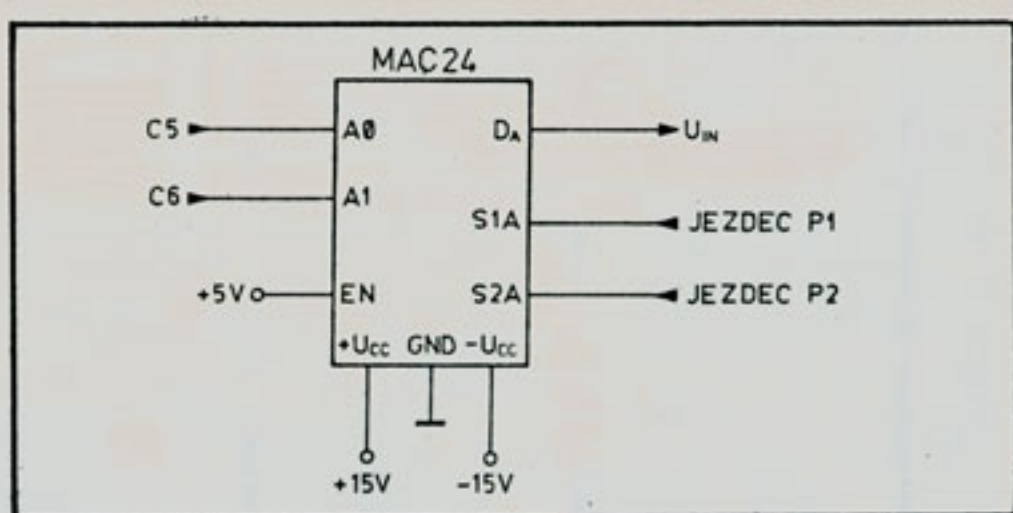 MAC24
C5 A0 DA UIN
C6 A1
S1A JEZDEC P1
+5V EN S2A JEZDEC P2
+UCC GND -UCC
+15V -15V